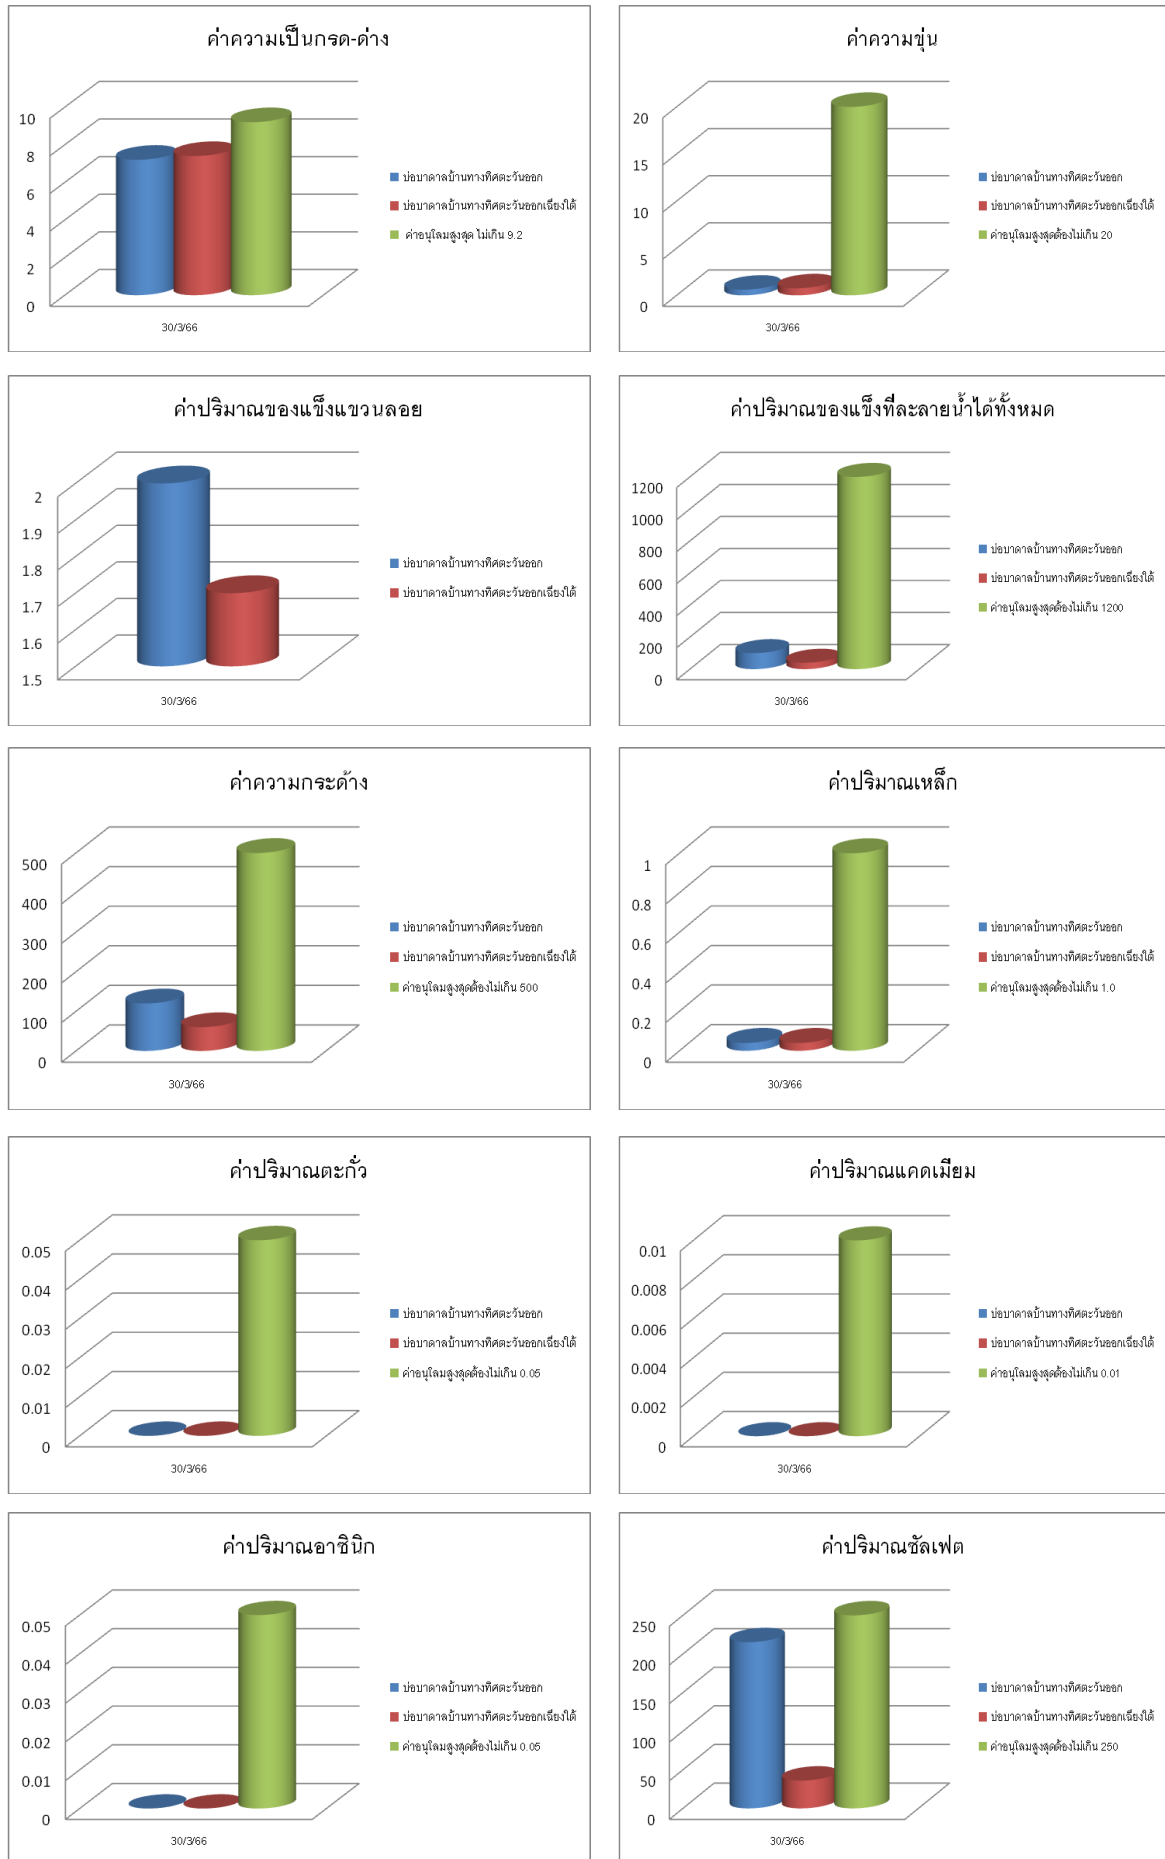 ค่าความเป็นกรด-ด่าง
10
8
6
4
2
0
30/3/66
บ่อบาดาลบ้านทางทิศตะวันออก
บ่อบาดาลบ้านทางทิศตะวันออกเฉียงใต้
ค่าอนุโลมสูงสุด ไม่เกิน 9.2
ค่าความขุ่น
20
15
10
5
0
30/3/66
บ่อบาดาลบ้านทางทิศตะวันออก
บ่อบาดาลบ้านทางทิศตะวันออกเฉียงใต้
ค่าอนุโลมสูงสุดต้องไม่เกิน 20
ค่าปริมาณของแข็งแขวนลอย
2
1.9
1.8
1.7
1.6
1.5
30/3/66
บ่อบาดาลบ้านทางทิศตะวันออก
บ่อบาดาลบ้านทางทิศตะวันออกเฉียงใต้
ค่าปริมาณของแข็งที่ละลายน้ำได้ทั้งหมด
1200
1000
800
600
400
200
0
30/3/66
บ่อบาดาลบ้านทางทิศตะวันออก
บ่อบาดาลบ้านทางทิศตะวันออกเฉียงใต้
ค่าอนุโลมสูงสุดต้องไม่เกิน 1200
ค่าความกระด้าง
500
400
300
200
100
0
30/3/66
บ่อบาดาลบ้านทางทิศตะวันออก
บ่อบาดาลบ้านทางทิศตะวันออกเฉียงใต้
ค่าอนุโลมสูงสุดต้องไม่เกิน 500
ค่าปริมาณเหล็ก
1
0.8
0.6
0.4
0.2
0
30/3/66
บ่อบาดาลบ้านทางทิศตะวันออก
บ่อบาดาลบ้านทางทิศตะวันออกเฉียงใต้
ค่าอนุโลมสูงสุดต้องไม่เกิน 1.0
ค่าปริมาณตะกั่ว
0.05
0.04
0.03
0.02
0.01
0
30/3/66
บ่อบาดาลบ้านทางทิศตะวันออก
บ่อบาดาลบ้านทางทิศตะวันออกเฉียงใต้
ค่าอนุโลมสูงสุดต้องไม่เกิน 0.05
ค่าปริมาณแคดเมียม
0.01
0.008
0.006
0.004
0.002
0
30/3/66
บ่อบาดาลบ้านทางทิศตะวันออก
บ่อบาดาลบ้านทางทิศตะวันออกเฉียงใต้
ค่าอนุโลมสูงสุดต้องไม่เกิน 0.01
ค่าปริมาณอาซินิก
0.05
0.04
0.03
0.02
0.01
0
30/3/66
บ่อบาดาลบ้านทางทิศตะวันออก
บ่อบาดาลบ้านทางทิศตะวันออกเฉียงใต้
ค่าอนุโลมสูงสุดต้องไม่เกิน 0.05
ค่าปริมาณซัลเฟต
250
200
150
100
50
0
30/3/66
บ่อบาดาลบ้านทางทิศตะวันออก
บ่อบาดาลบ้านทางทิศตะวันออกเฉียงใต้
ค่าอนุโลมสูงสุดต้องไม่เกิน 250